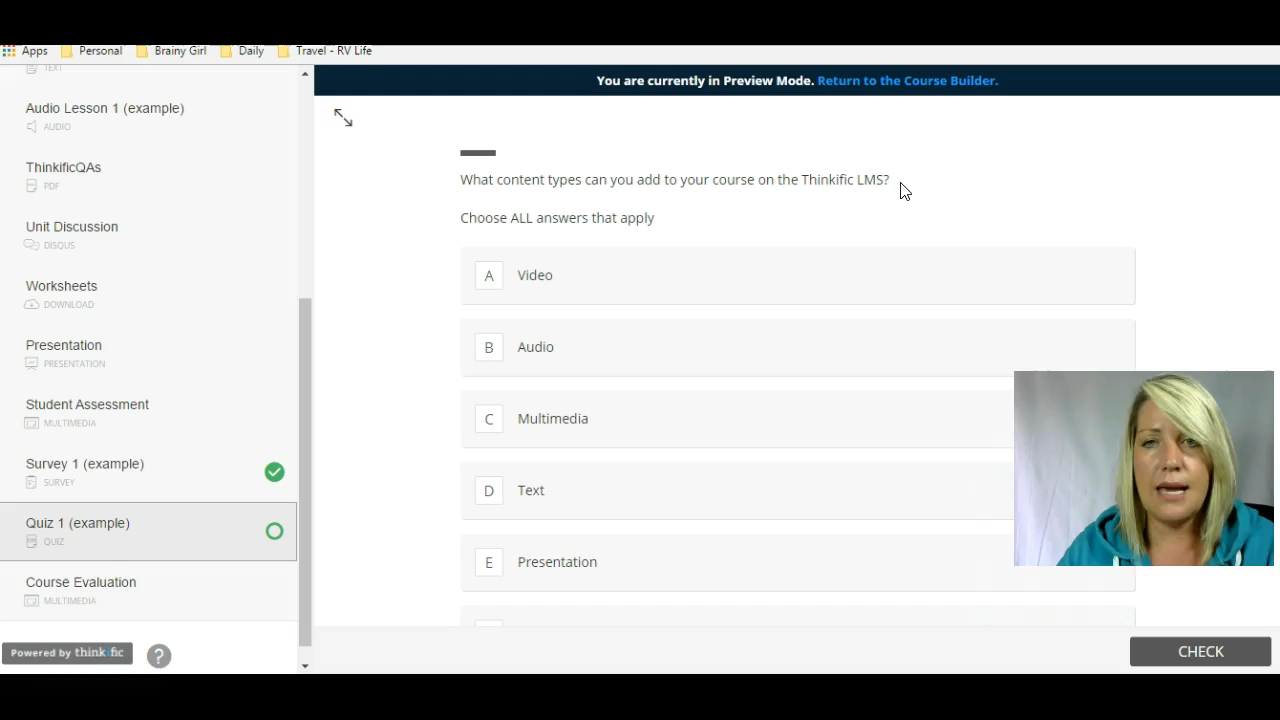 Apps Personal Brainy Girl Daily Travel - RV Life
TEXT
Audio Lesson 1 (example)
AUDIO
ThinkificQAs
PDF
Unit Discussion
DISQUS
Worksheets
DOWNLOAD
Presentation
PRESENTATION
Student Assessment
MULTIMEDIA
Survey 1 (example)
SURVEY
Quiz 1 (example)
QUIZ
Course Evaluation
MULTIMEDIA
Powered by thinkific ?
You are currently in Preview Mode. Return to the Course Builder.
What content types can you add to your course on the Thinkific LMS?
Choose ALL answers that apply
A Video
B Audio
C Multimedia
D Text
E Presentation
CHECK